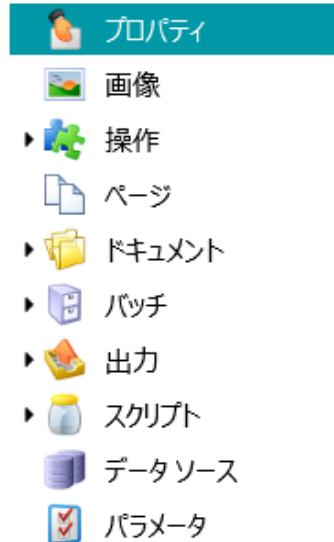 プロパティ
画像
操作
ページ
ドキュメント
バッチ
出力
スクリプト
データ ソース
パラメータ